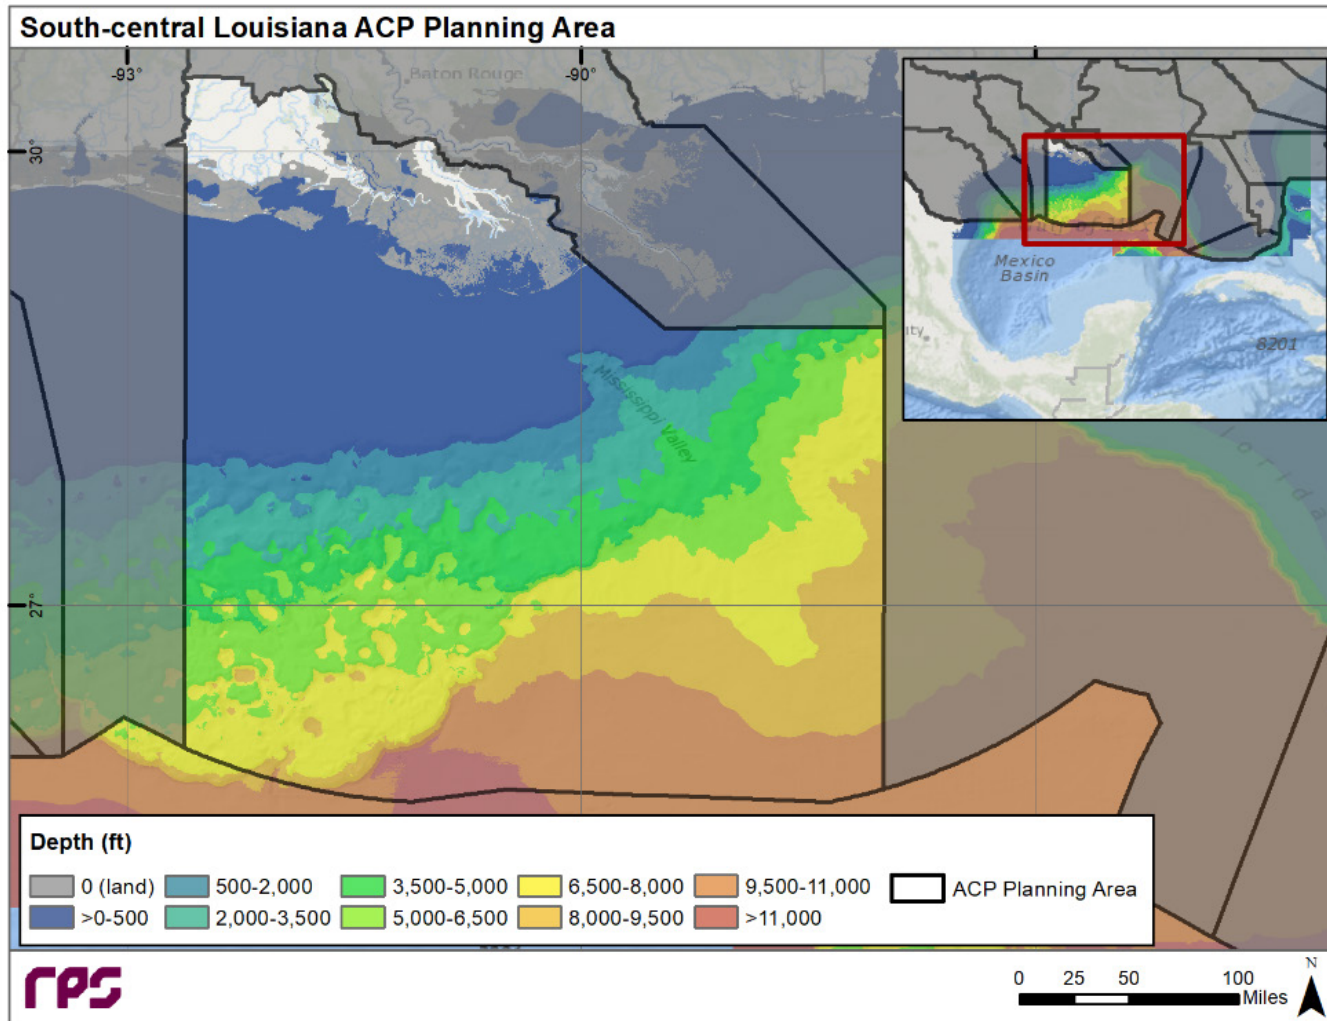 South-central Louisiana ACP Planning Area
-93°
-90°
Baton Rouge
30°
27°
Mississippi
Valley
Mexico
Basin
8201
Depth (ft)
0 (land)
500-2,000
3,500-5,000
6,500-8,000
9,500-11,000
ACP Planning Area
>0-500
2,000-3,500
5,000-6,500
8,000-9,500
>11,000
rps
0 25 50 100
Miles
N